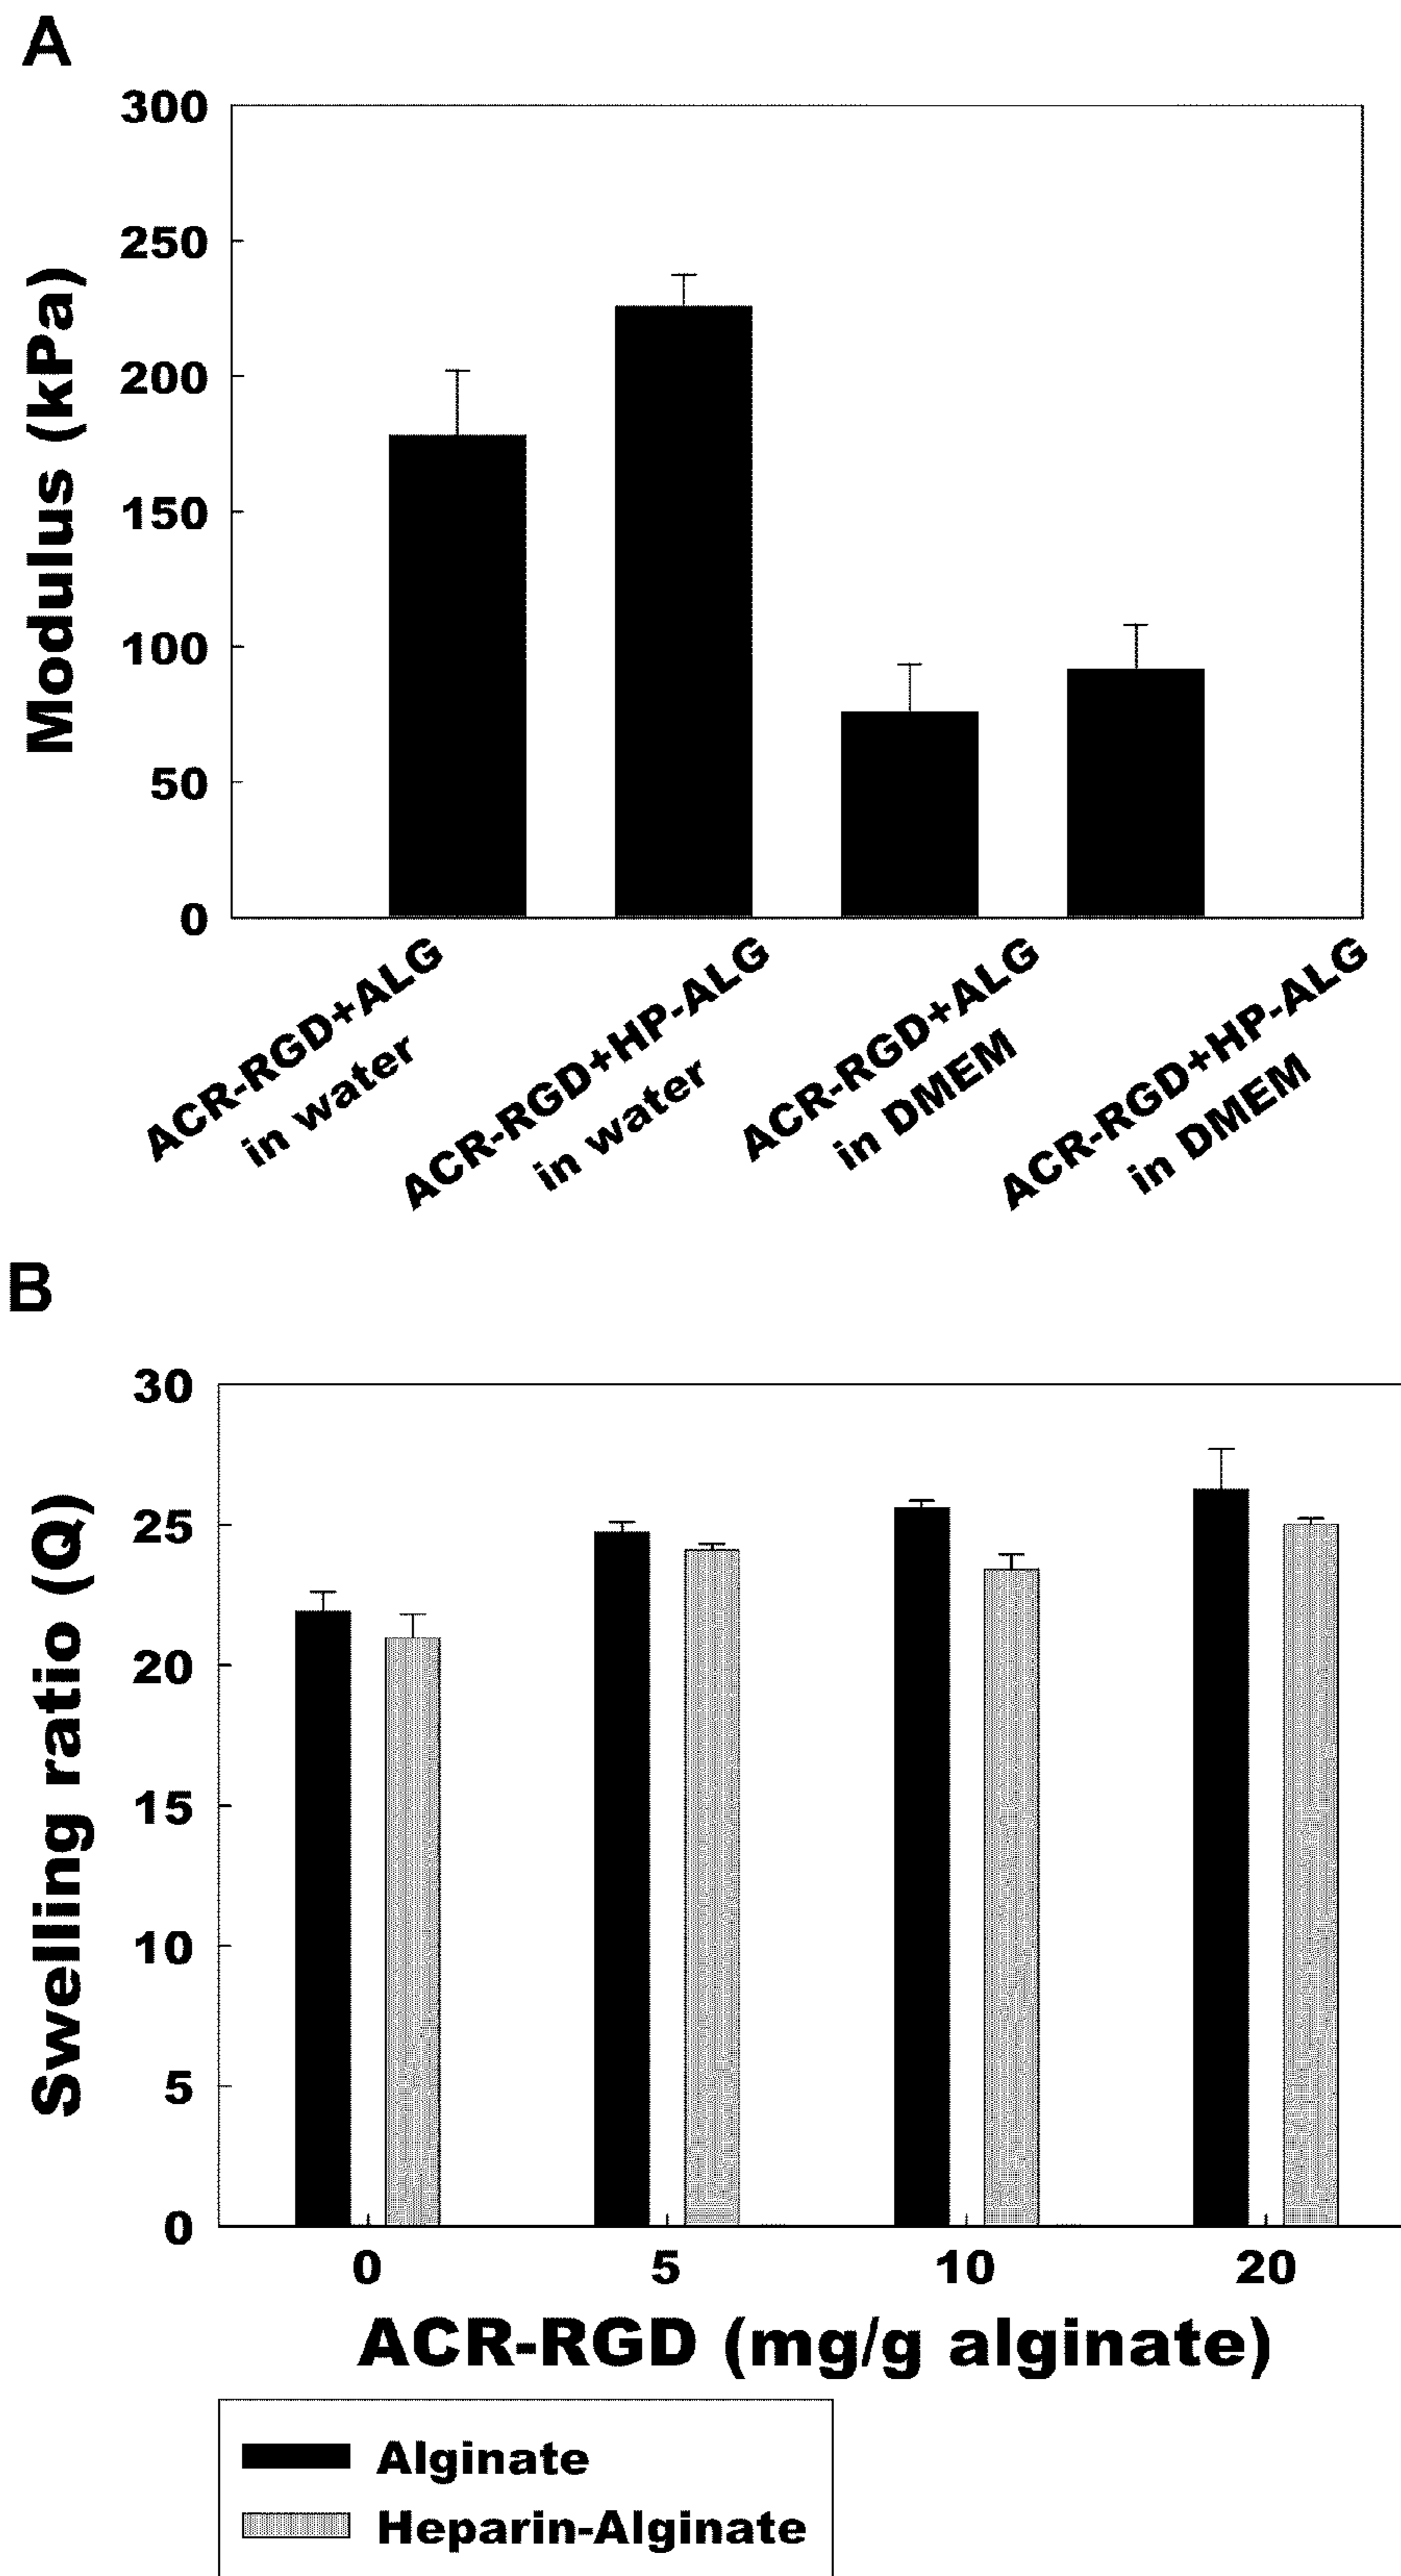 A
300
250
200
150
100
50
0
Modulus (kPa)
ACR-RGD+ALG
in water
ACR-RGD+HP-ALG
in water
ACR-RGD+ALG
in DMEM
ACR-RGD+HP-ALG
in DMEM
B
30
25
20
15
10
5
0
Swelling ratio (Q)
0 5 10 20
ACR-RGD (mg/g alginate)
Alginate
Heparin-Alginate